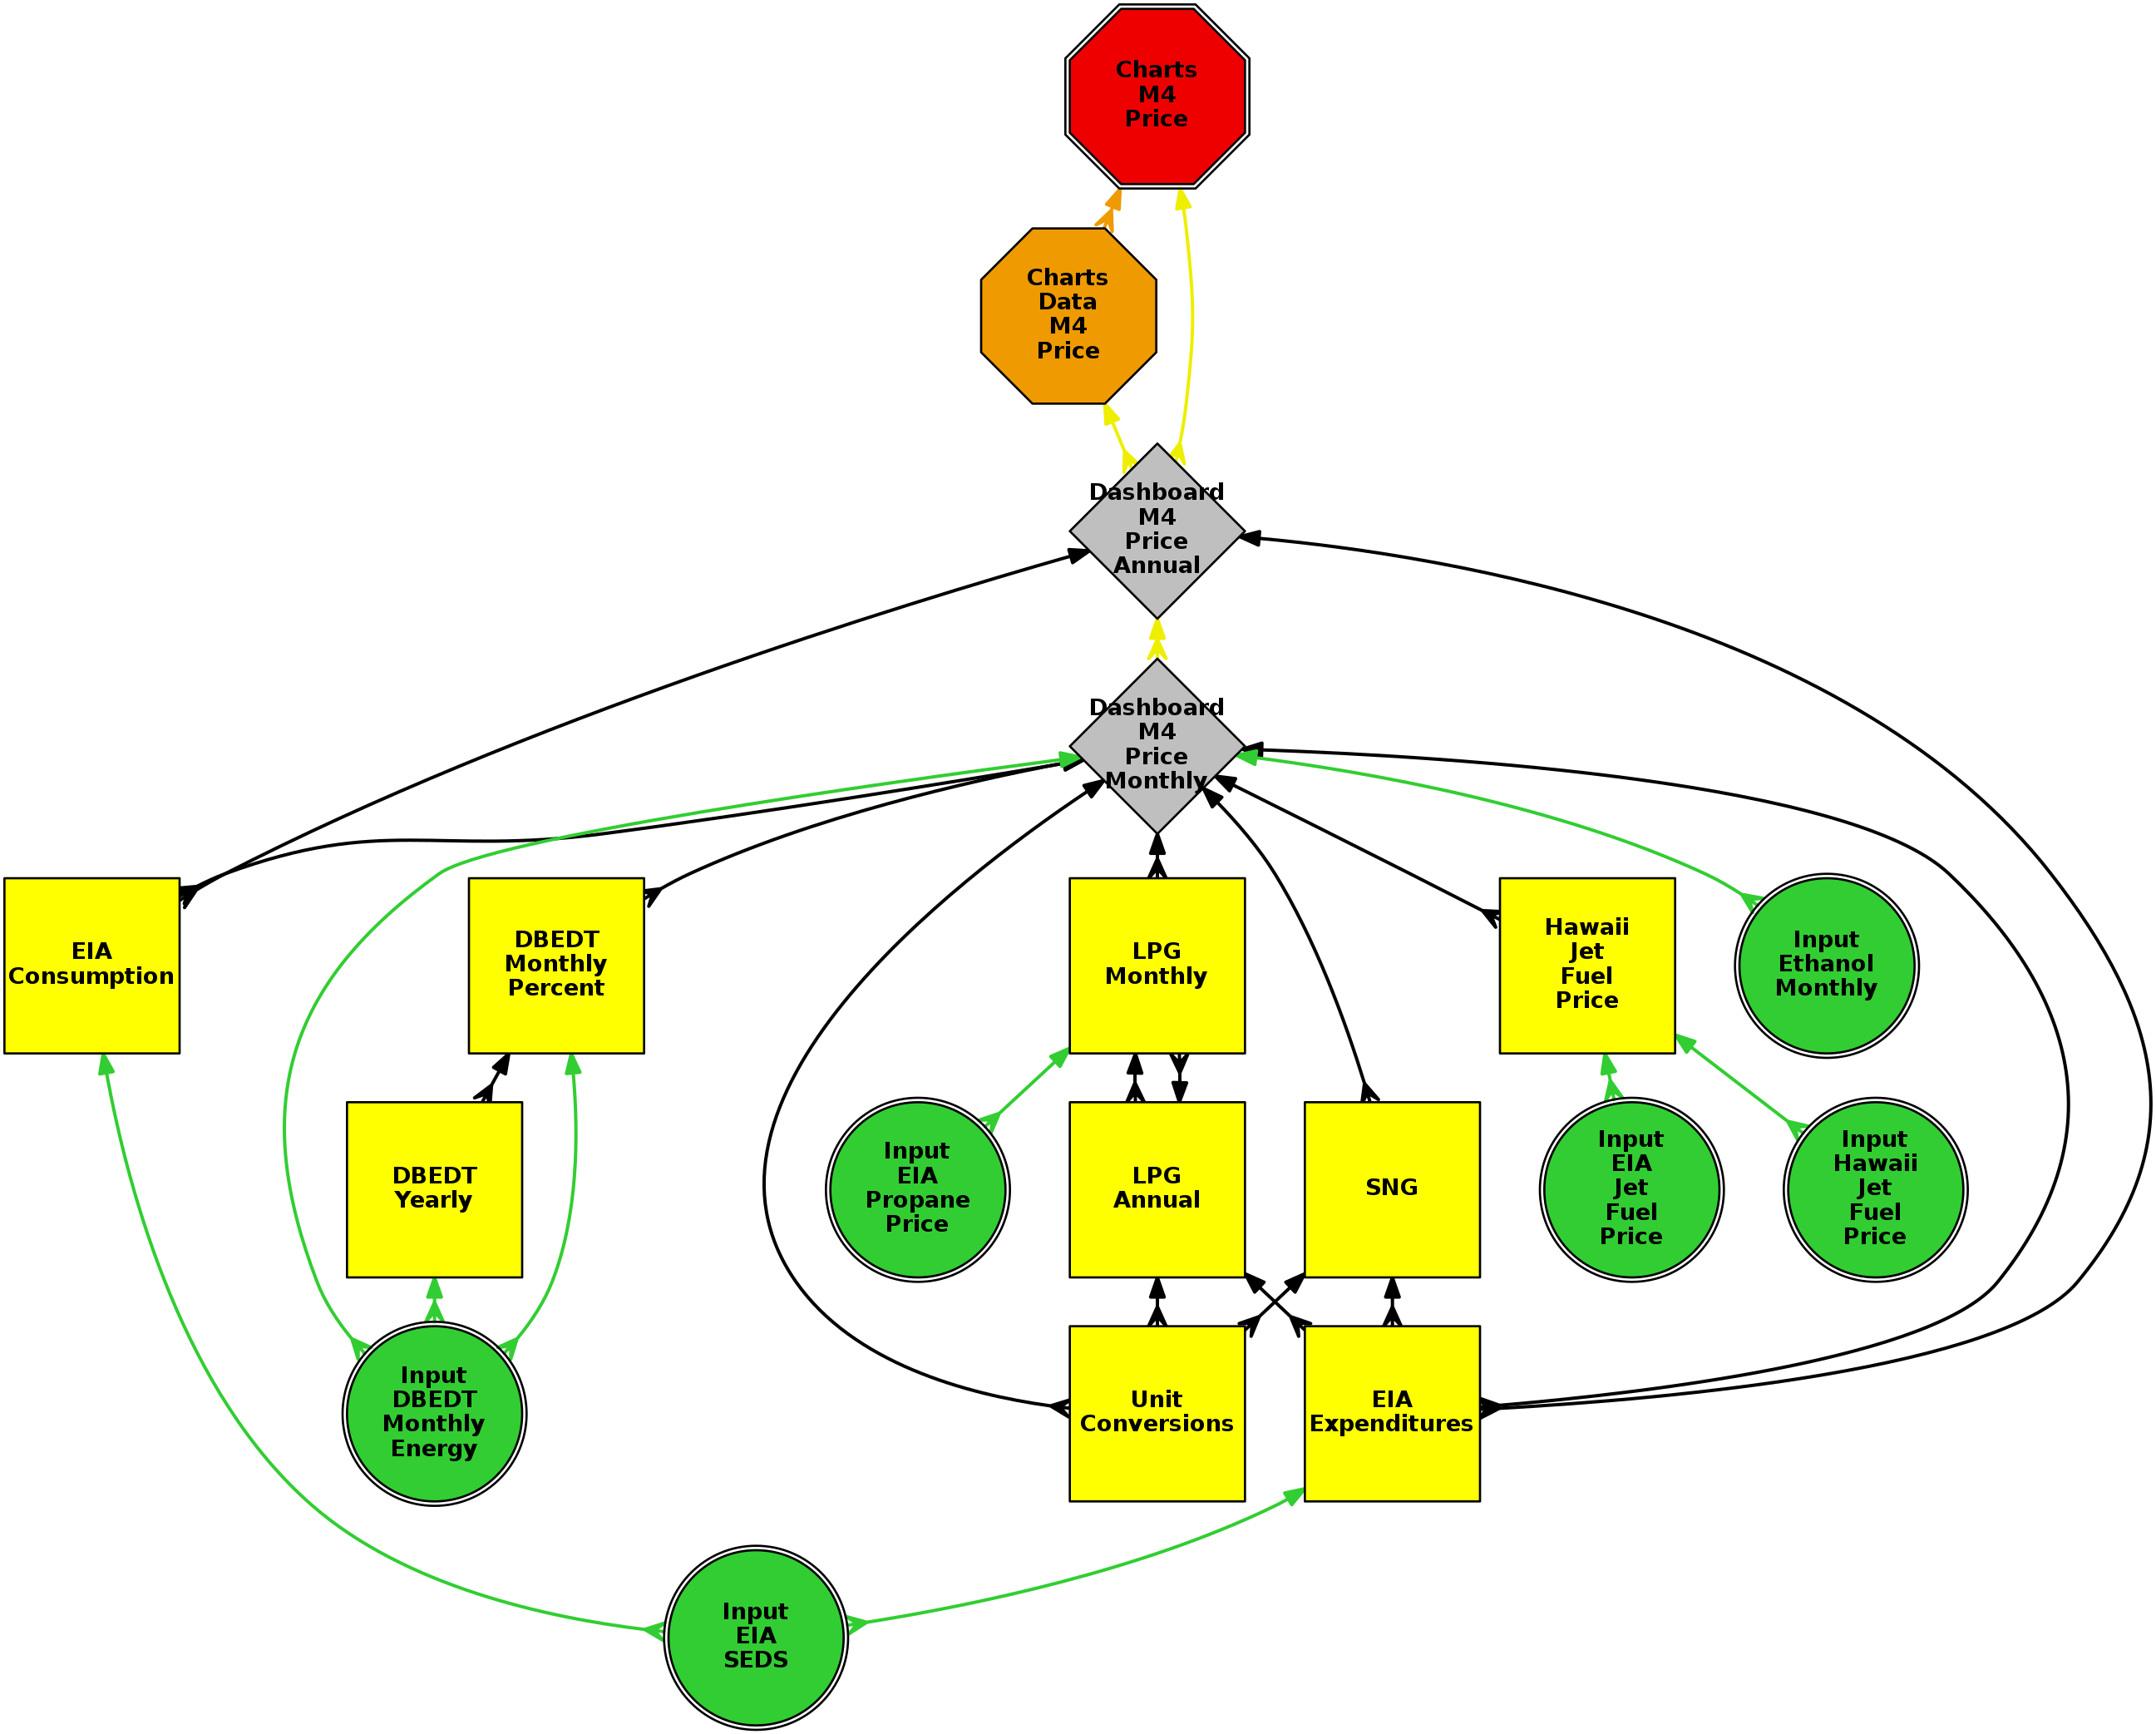 Charts
M4
Price
Charts
Data
M4
Price
Dashboard
M4
Price
Annual
Dashboard
M4
Price
Monthly
EIA
Consumption
DBEDT
Monthly
Percent
LPG
Monthly
Hawaii
Jet
Fuel
Price
Input
Ethanol
Monthly
DBEDT
Yearly
Input
EIA
Propane
Price
LPG
Annual
SNG
Input
EIA
Jet
Fuel
Price
Input
Hawaii
Jet
Fuel
Price
Input
DBEDT
Monthly
Energy
Unit
Conversions
EIA
Expenditures
Input
EIA
SEDS